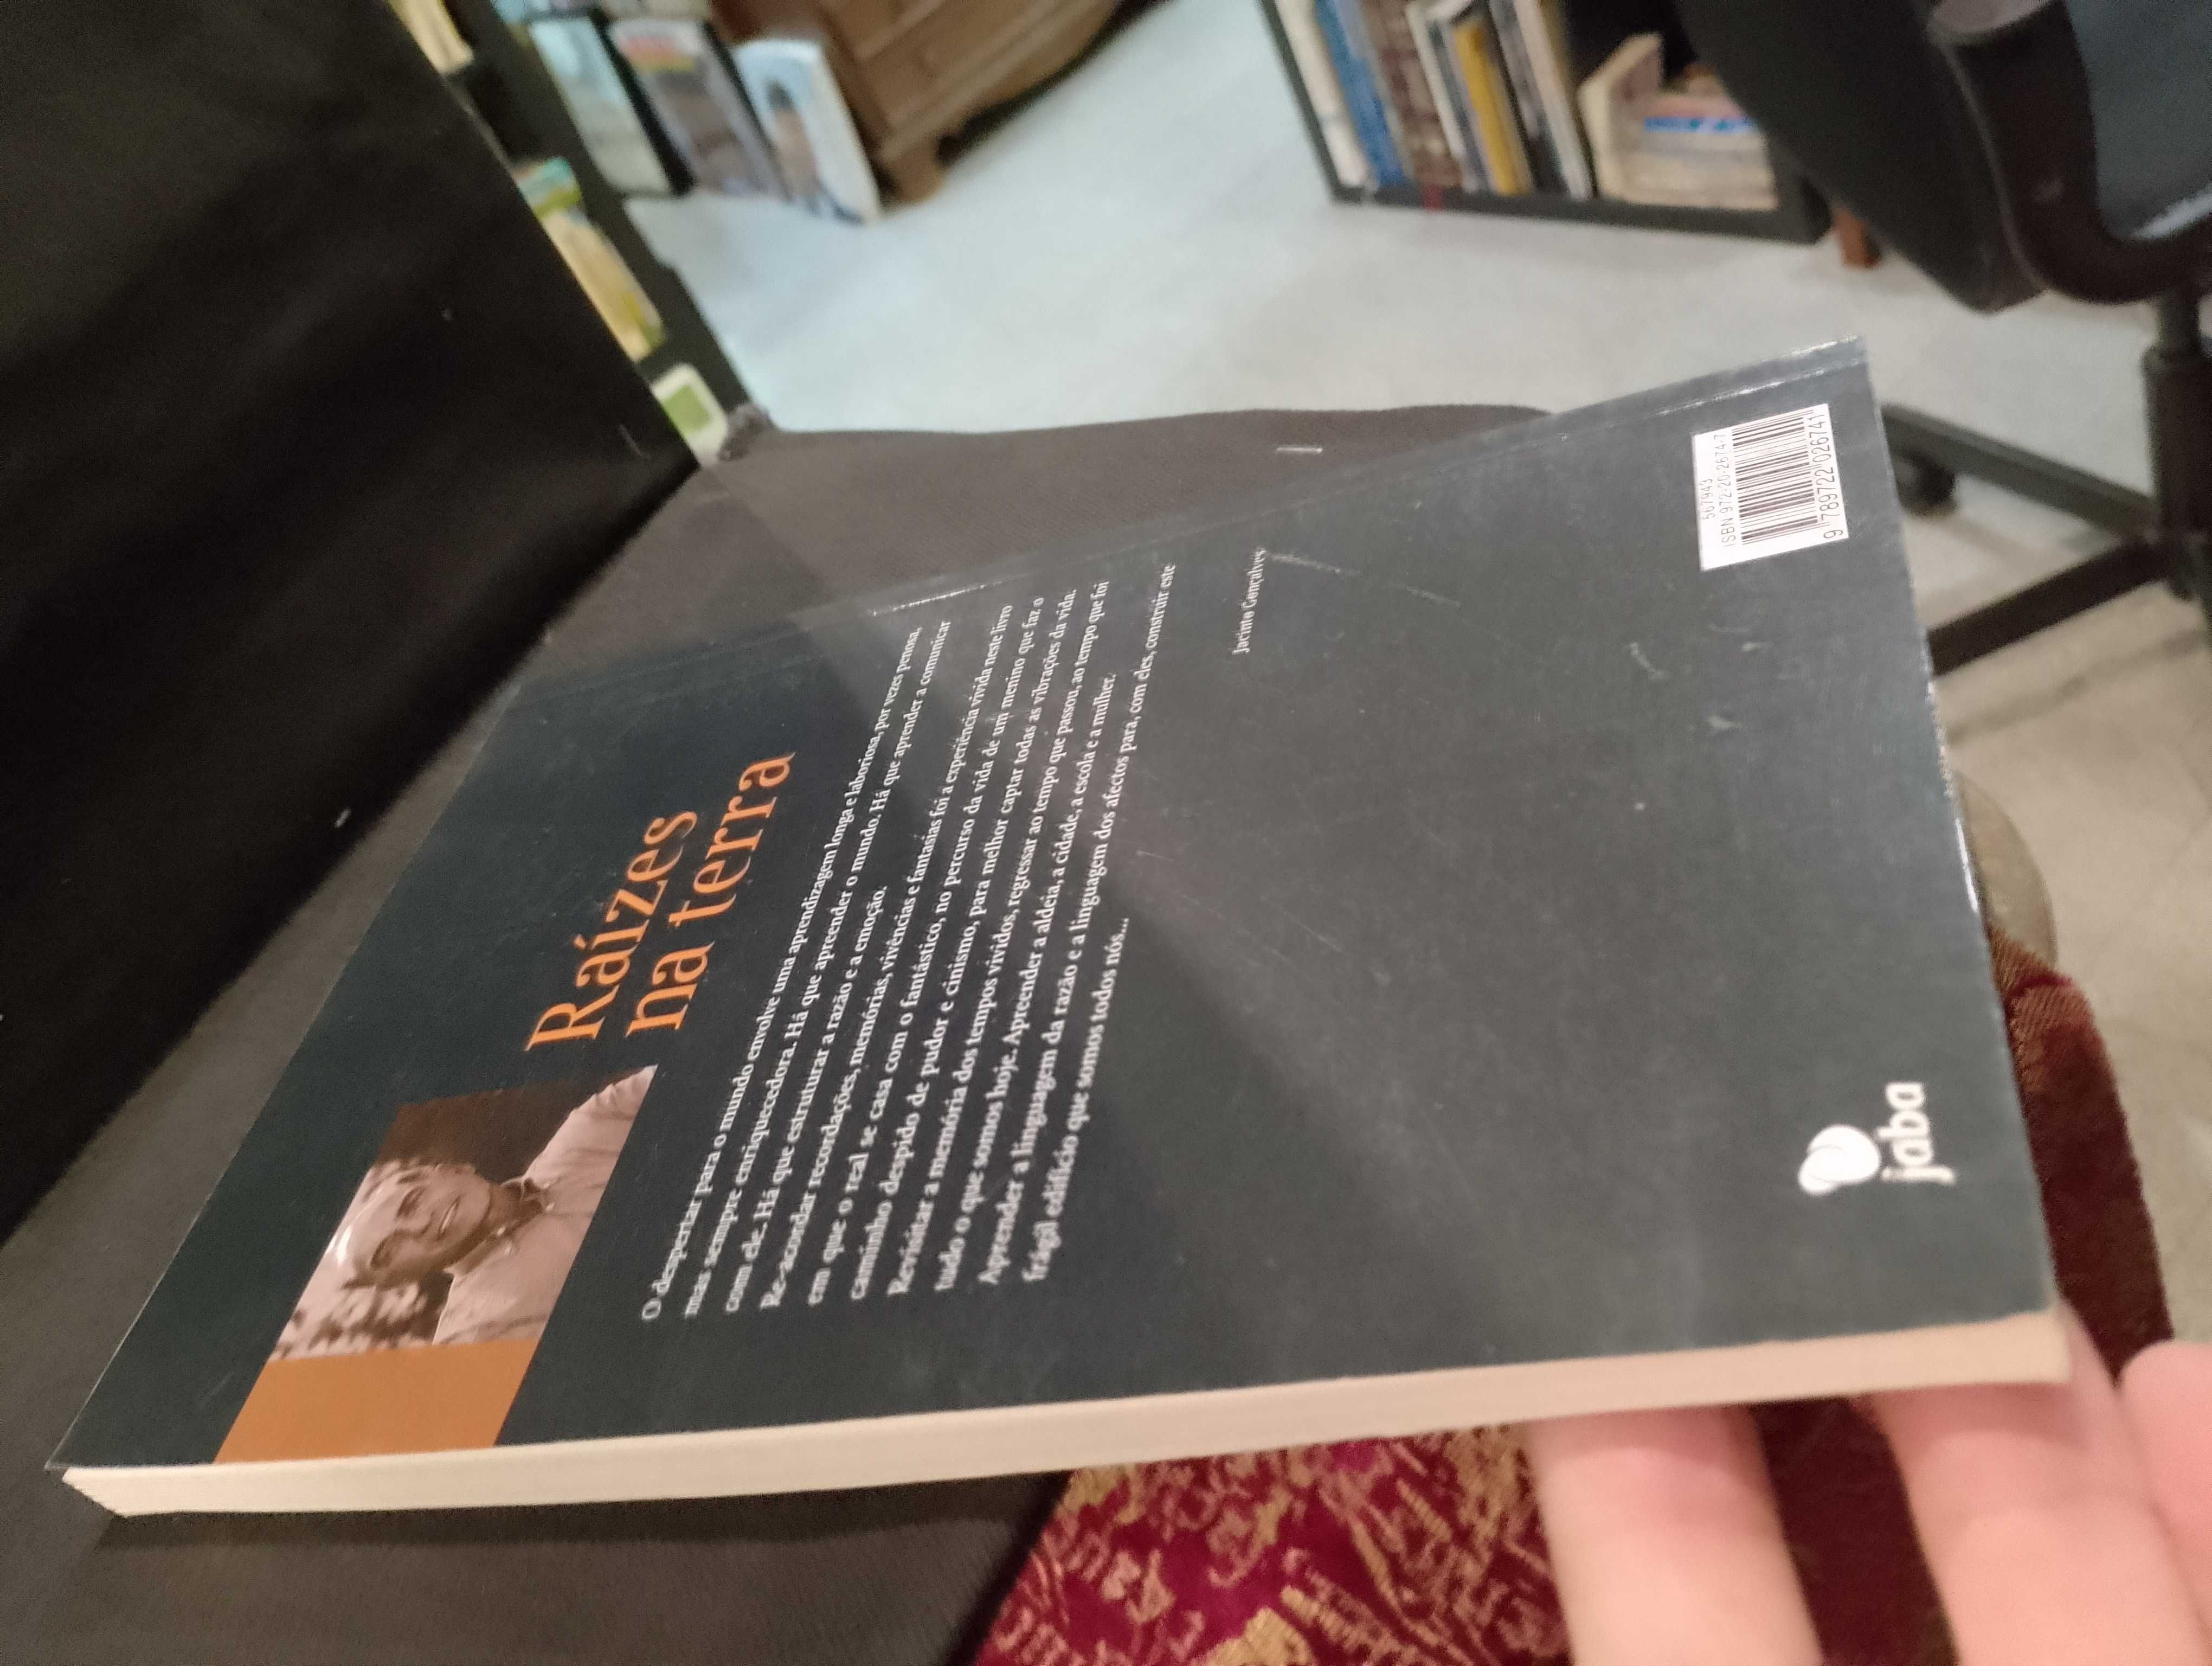 Raízes
na terra
O despertar para o mundo envolve uma aprendizagem longa e laboriosa, por vezes penosa,
mas sempre enriquecedora. Há que apreender o mundo. Há que aprender a comunicar
com ele. Há que estruturar a razão e a emoção.
Re-acordar recordações, memórias, vivências e fantasias foi a experiência vivida neste livro
em que o real se casa com o fantástico, no percurso da vida de um menino que faz o
caminho despido de pudor e cinismo, para melhor captar todas as vibrações da vida.
Revisitar a memória dos tempos vividos, regressar ao tempo que passou, ao tempo que foi
tudo o que somos hoje. Apreender a aldeia, a cidade, a escola e a mulher.
Aprender a linguagem da razão e a linguagem dos afectos para, com eles, construir este
frágil edifício que somos todos nós...
Jacinto Gonçalves
jaba
567943
ISBN 972-20-2674-7
9 789722 026741